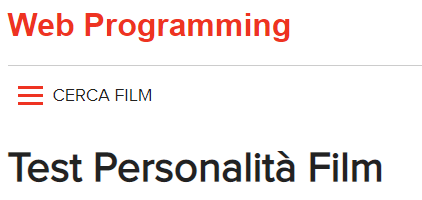 Web Programming
CERCA FILM
Test Personalità Film